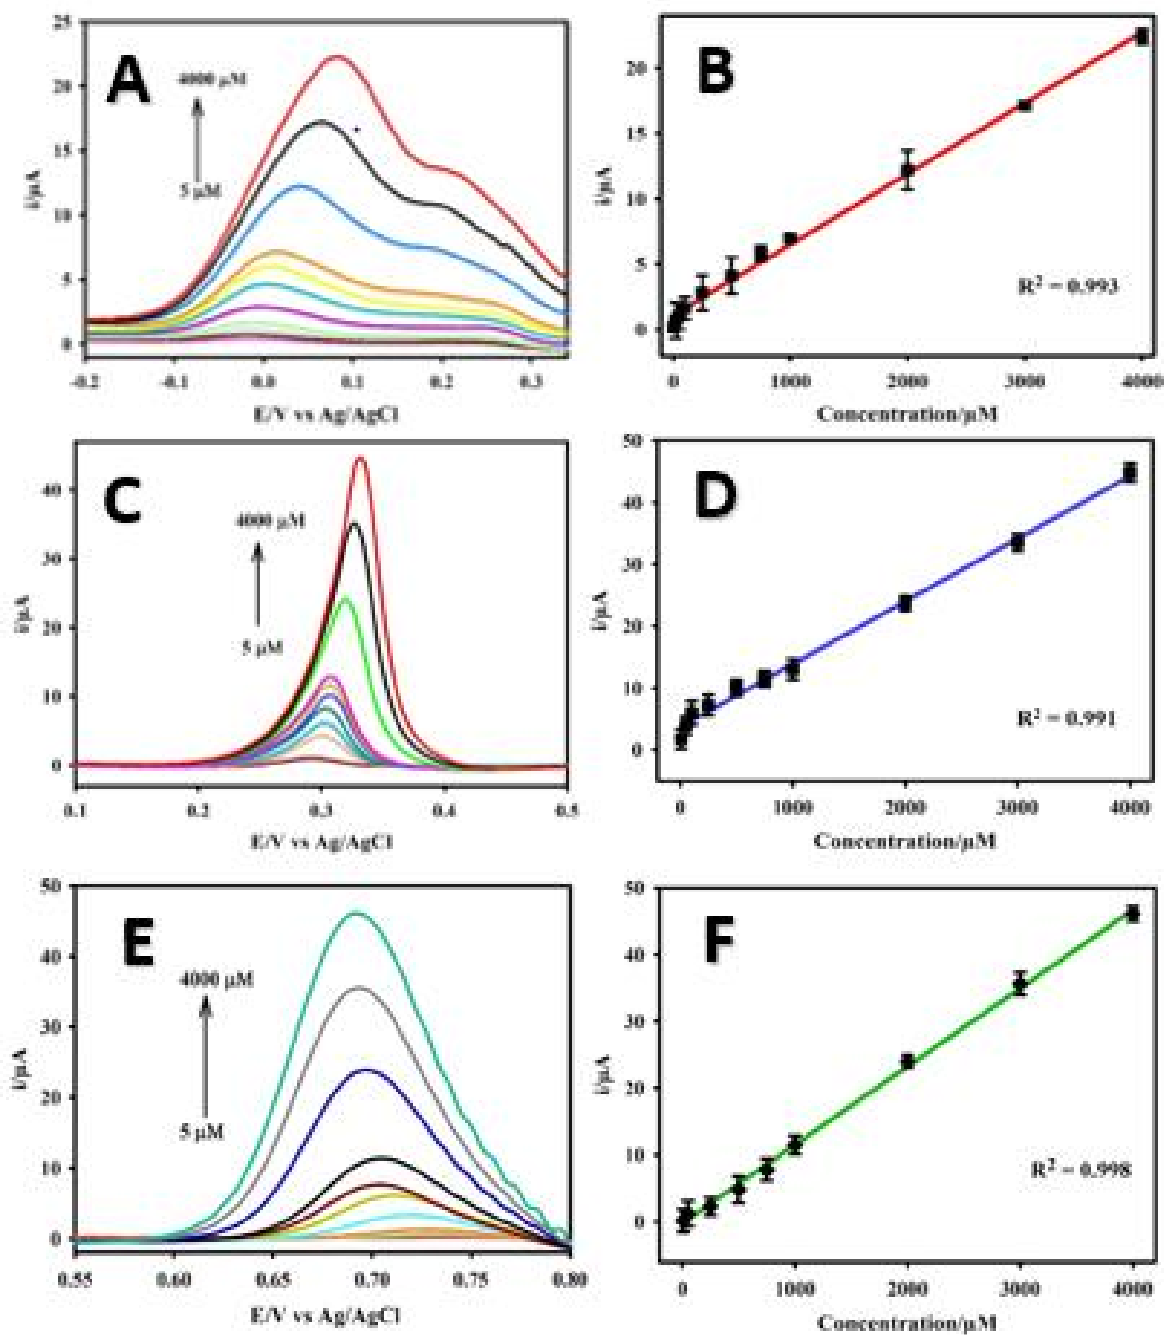 A
4000 µM
5 µM
25
20
15
10
5
0
i/µA
-0.2 -0.1 0.0 0.1 0.2 0.3
E/V vs Ag/AgCl
B
20
15
10
5
0
i/µA
R² = 0.993
0 1000 2000 3000 4000
Concentration/µM
C
4000 µM
5 µM
40
30
20
10
0
i/µA
0.1 0.2 0.3 0.4 0.5
E/V vs Ag/AgCl
D
50
40
30
20
10
0
i/µA
R² = 0.991
0 1000 2000 3000 4000
Concentration/µM
E
4000 µM
5 µM
50
40
30
20
10
0
i/µA
0.55 0.60 0.65 0.70 0.75 0.80
E/V vs Ag/AgCl
F
50
40
30
20
10
0
i/µA
R² = 0.998
0 1000 2000 3000 4000
Concentration/µM